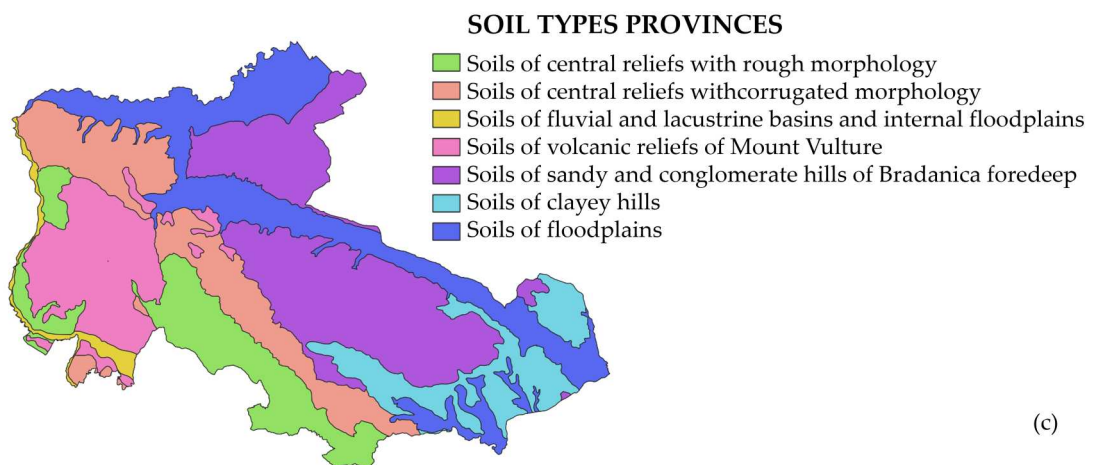 SOIL TYPES PROVINCES
Soils of central reliefs with rough morphology
Soils of central reliefs withcorrugated morphology
Soils of fluvial and lacustrine basins and internal floodplains
Soils of volcanic reliefs of Mount Vulture
Soils of sandy and conglomerate hills of Bradanica foredeep
Soils of clayey hills
Soils of floodplains
(c)